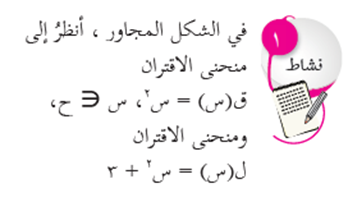 ١
نشاط
في الشكل المجاور ، أنظرُ إلى
منحنى الاقتران
ق(س) = س٢، س ∈ ح،
ومنحنى الاقتران
ل(س) = س٢ + ٣